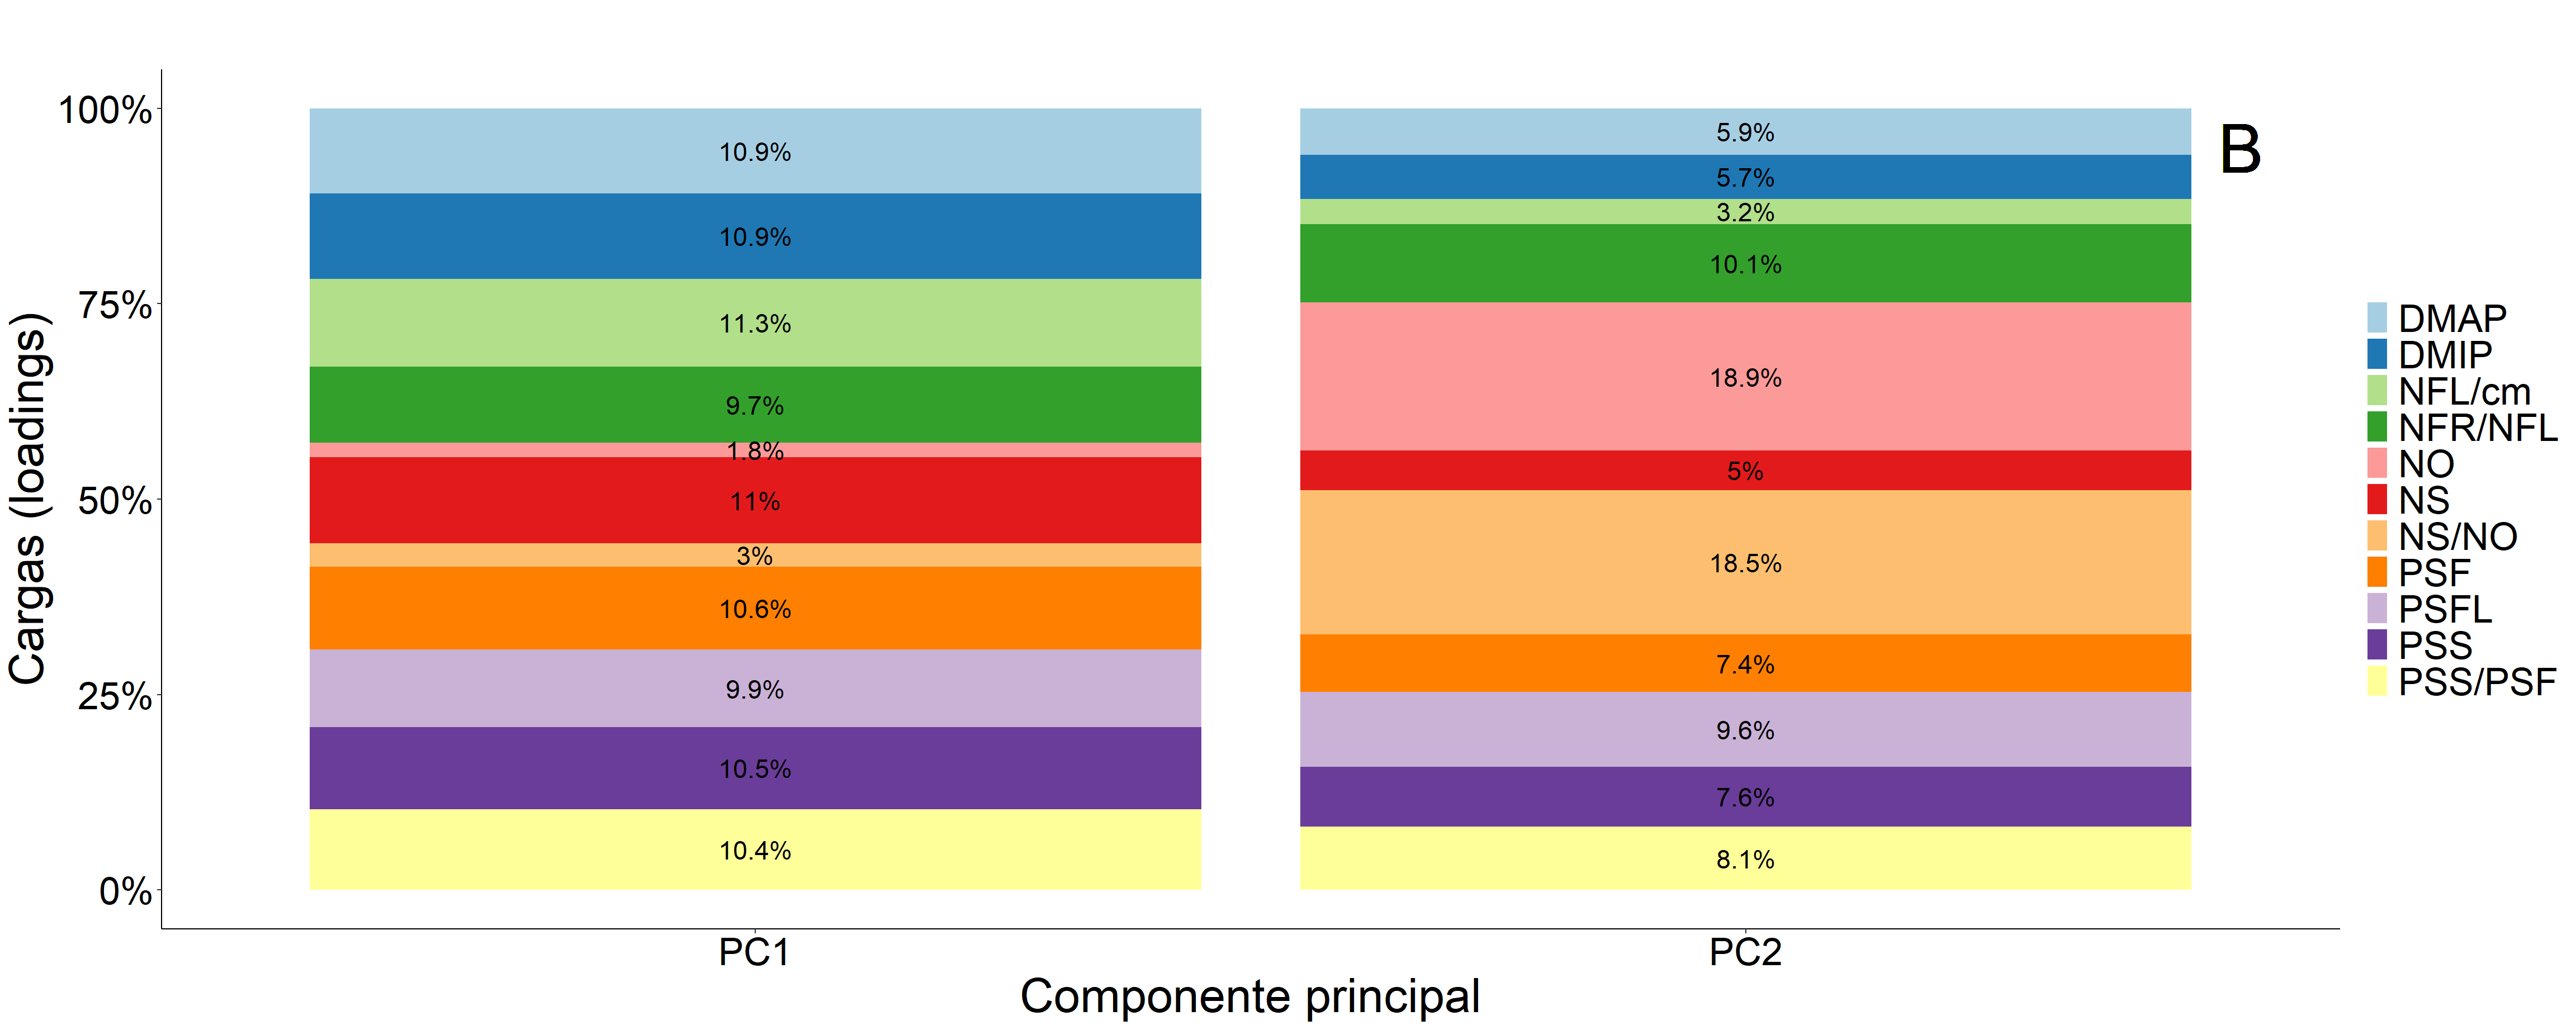 B
Cargas (loadings)
100%
75%
50%
25%
0%
10.9%
10.9%
11.3%
9.7%
1.8%
11%
3%
10.6%
9.9%
10.5%
10.4%
5.9%
5.7%
3.2%
10.1%
18.9%
5%
18.5%
7.4%
9.6%
7.6%
8.1%
PC1
PC2
Componente principal
DMAP
DMIP
NFL/cm
NFR/NFL
NO
NS
NS/NO
PSF
PSFL
PSS
PSS/PSF